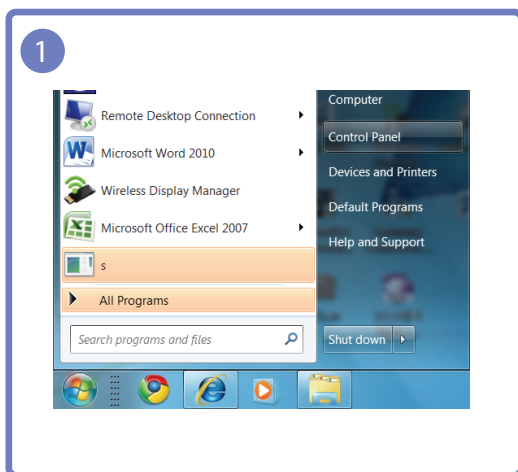 1
Remote Desktop Connection
Microsoft Word 2010
Wireless Display Manager
Microsoft Office Excel 2007
s
All Programs
Search programs and files
Computer
Control Panel
Devices and Printers
Default Programs
Help and Support
Shut down